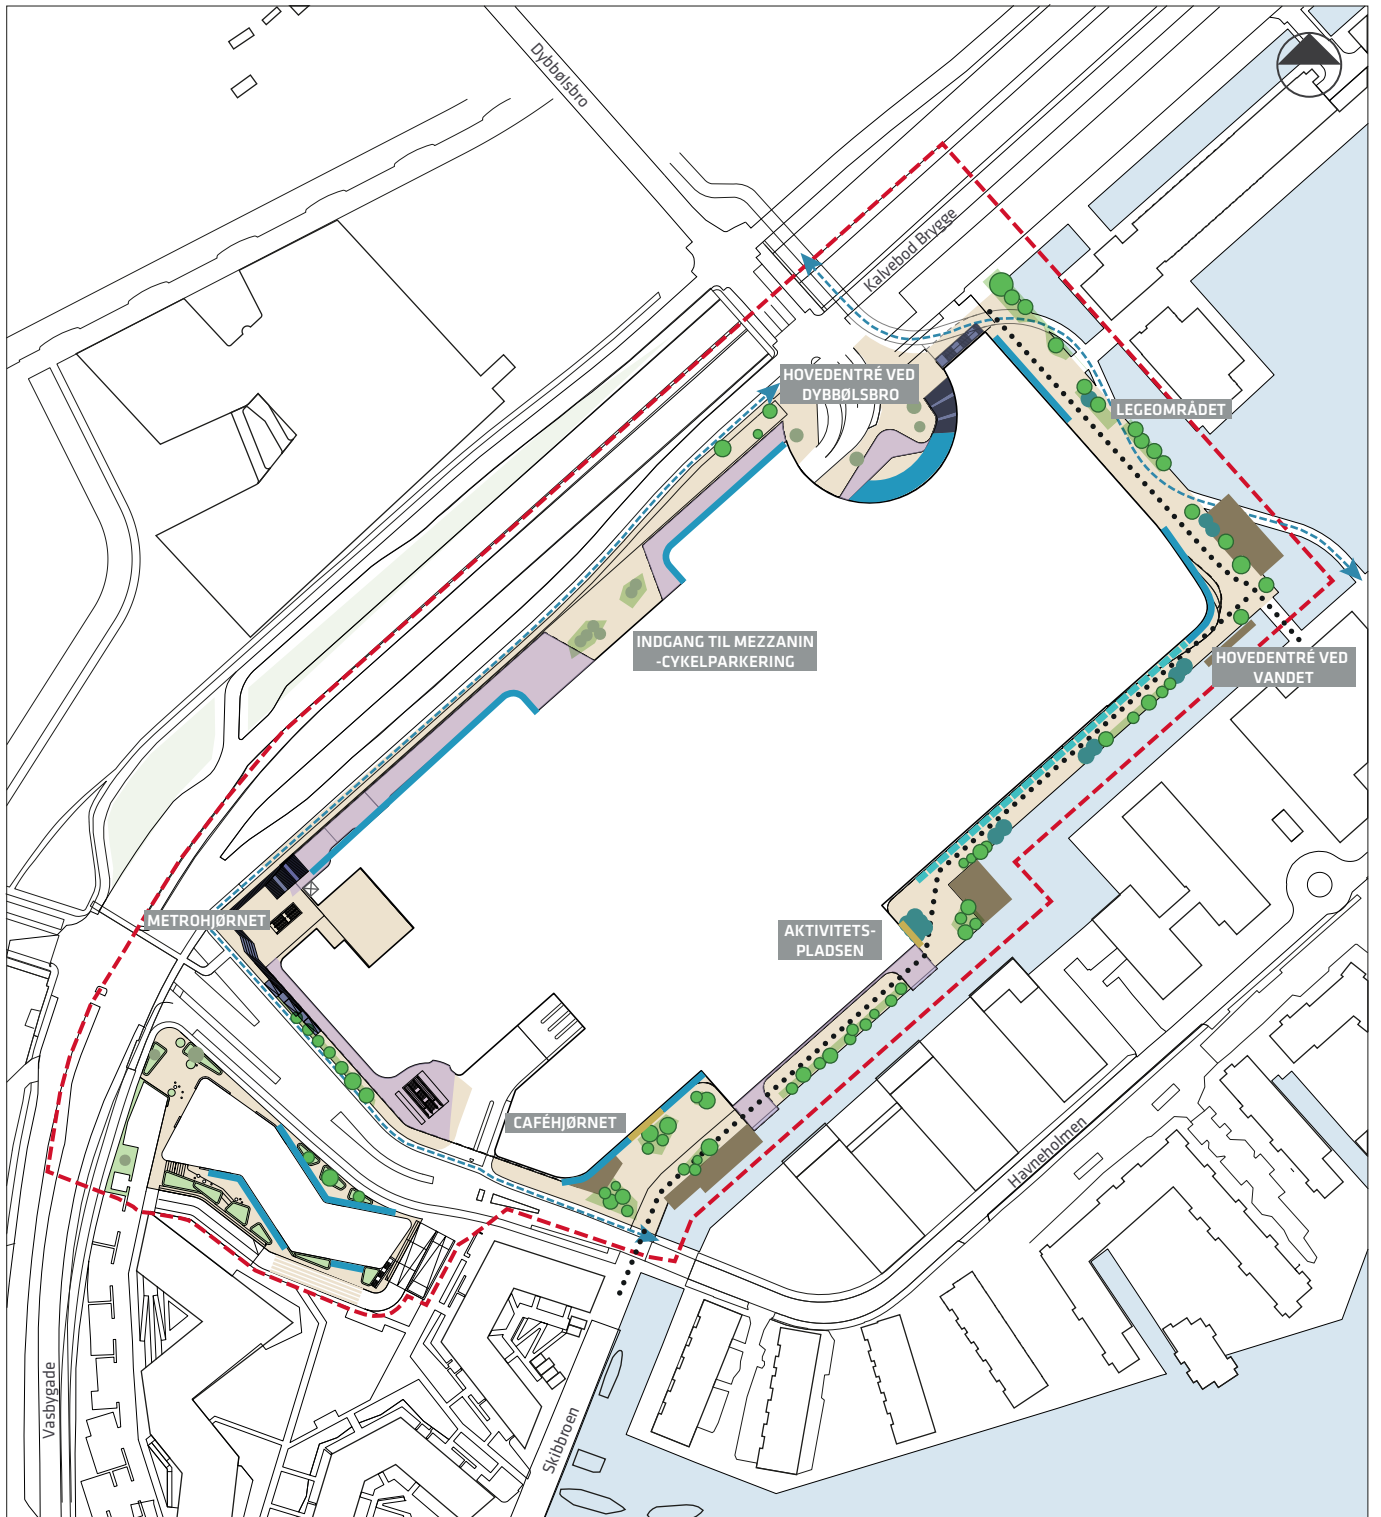 Dybbølsbro
Kalvebod Brygge
HOVEDENTRÉ VED
DYBBØLSBRO
LEGEOMRÅDET
INDGANG TIL MEZZANIN
-CYKELPARKERING
HOVEDENTRÉ VED
VANDET
METROHJØRNET
AKTIVITETS-
PLADSEN
CAFÉHJØRNET
Havneholmen
Vasbygade
Skibbroen